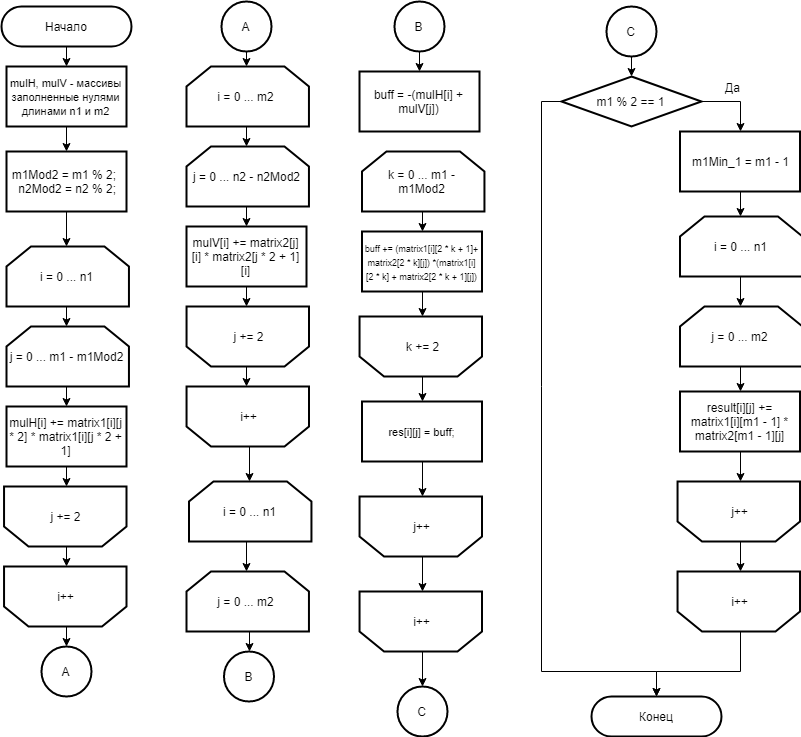 Начало
mulH, mulV - массивы
заполненные нулями
длинами n1 и m2
m1Mod2 = m1 % 2;
n2Mod2 = n2 % 2;
i = 0 ... n1
j = 0 ... m1 - m1Mod2
mulH[i] += matrix1[i][j
* 2] * matrix1[i][j * 2 +
1]
j += 2
i++
A
A
i = 0 ... m2
j = 0 ... n2 - n2Mod2
mulV[i] += matrix2[j]
[i] * matrix2[j * 2 + 1]
[i]
j += 2
i++
i = 0 ... n1
j = 0 ... m2
B
B
buff = -(mulH[i] +
mulV[j])
k = 0 ... m1 -
m1Mod2
buff += (matrix1[i][2 * k + 1]+
matrix2[2 * k][j]) *(matrix1[i]
[2 * k] + matrix2[2 * k + 1][j])
k += 2
res[i][j] = buff;
j++
i++
C
C
m1 % 2 == 1
Да
m1Min_1 = m1 - 1
i = 0 ... n1
j = 0 ... m2
result[i][j] +=
matrix1[i][m1 - 1] *
matrix2[m1 - 1][j]
j++
i++
Конец